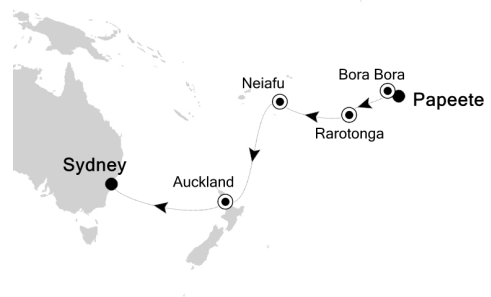 Bora Bora
Neiafu
Papeete
Rarotonga
Sydney
Auckland